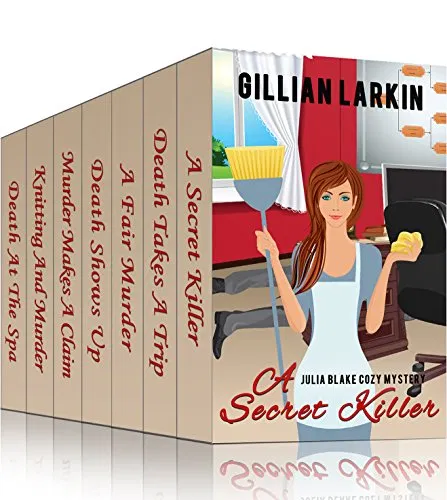 Death At The Spa
Knitting And Murder
Murder Makes A Claim
Death Shows Up
A Fair Murder
Death Takes A Trip
A Secret Killer
GILLIAN LARKIN
A
JULIA BLAKE COZY MYSTERY
Secret Killer